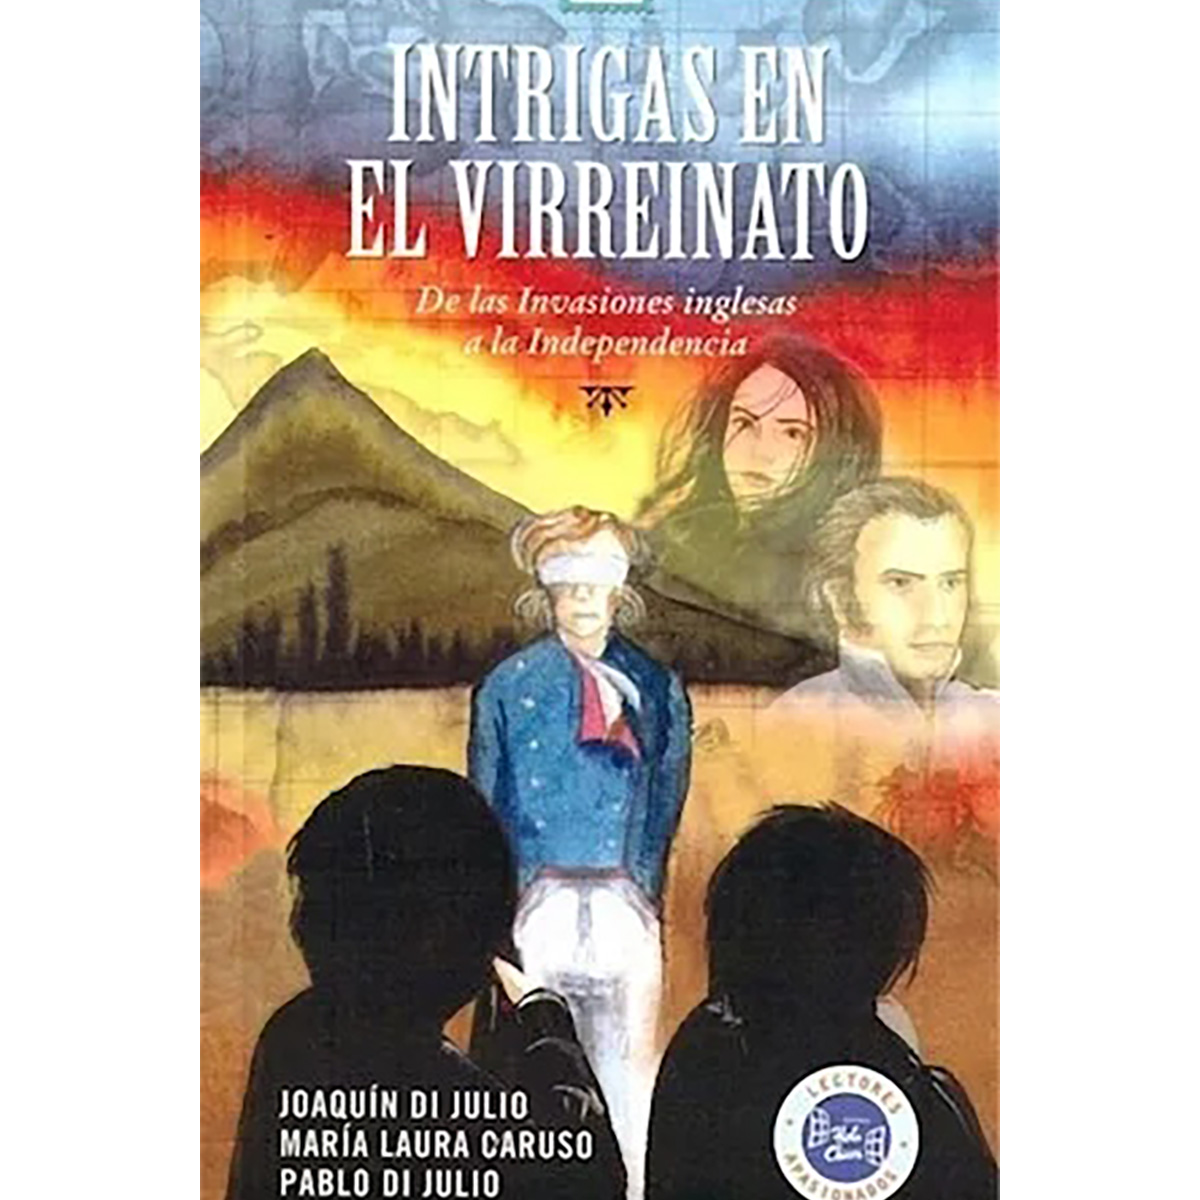 INTRIGAS EN
EL VIRREINATO
De las Invasiones inglesas
a la Independencia
JOAQUÍN DI JULIO
MARÍA LAURA CARUSO
PABLO DI JULIO
LECTORES
APASIONADOS